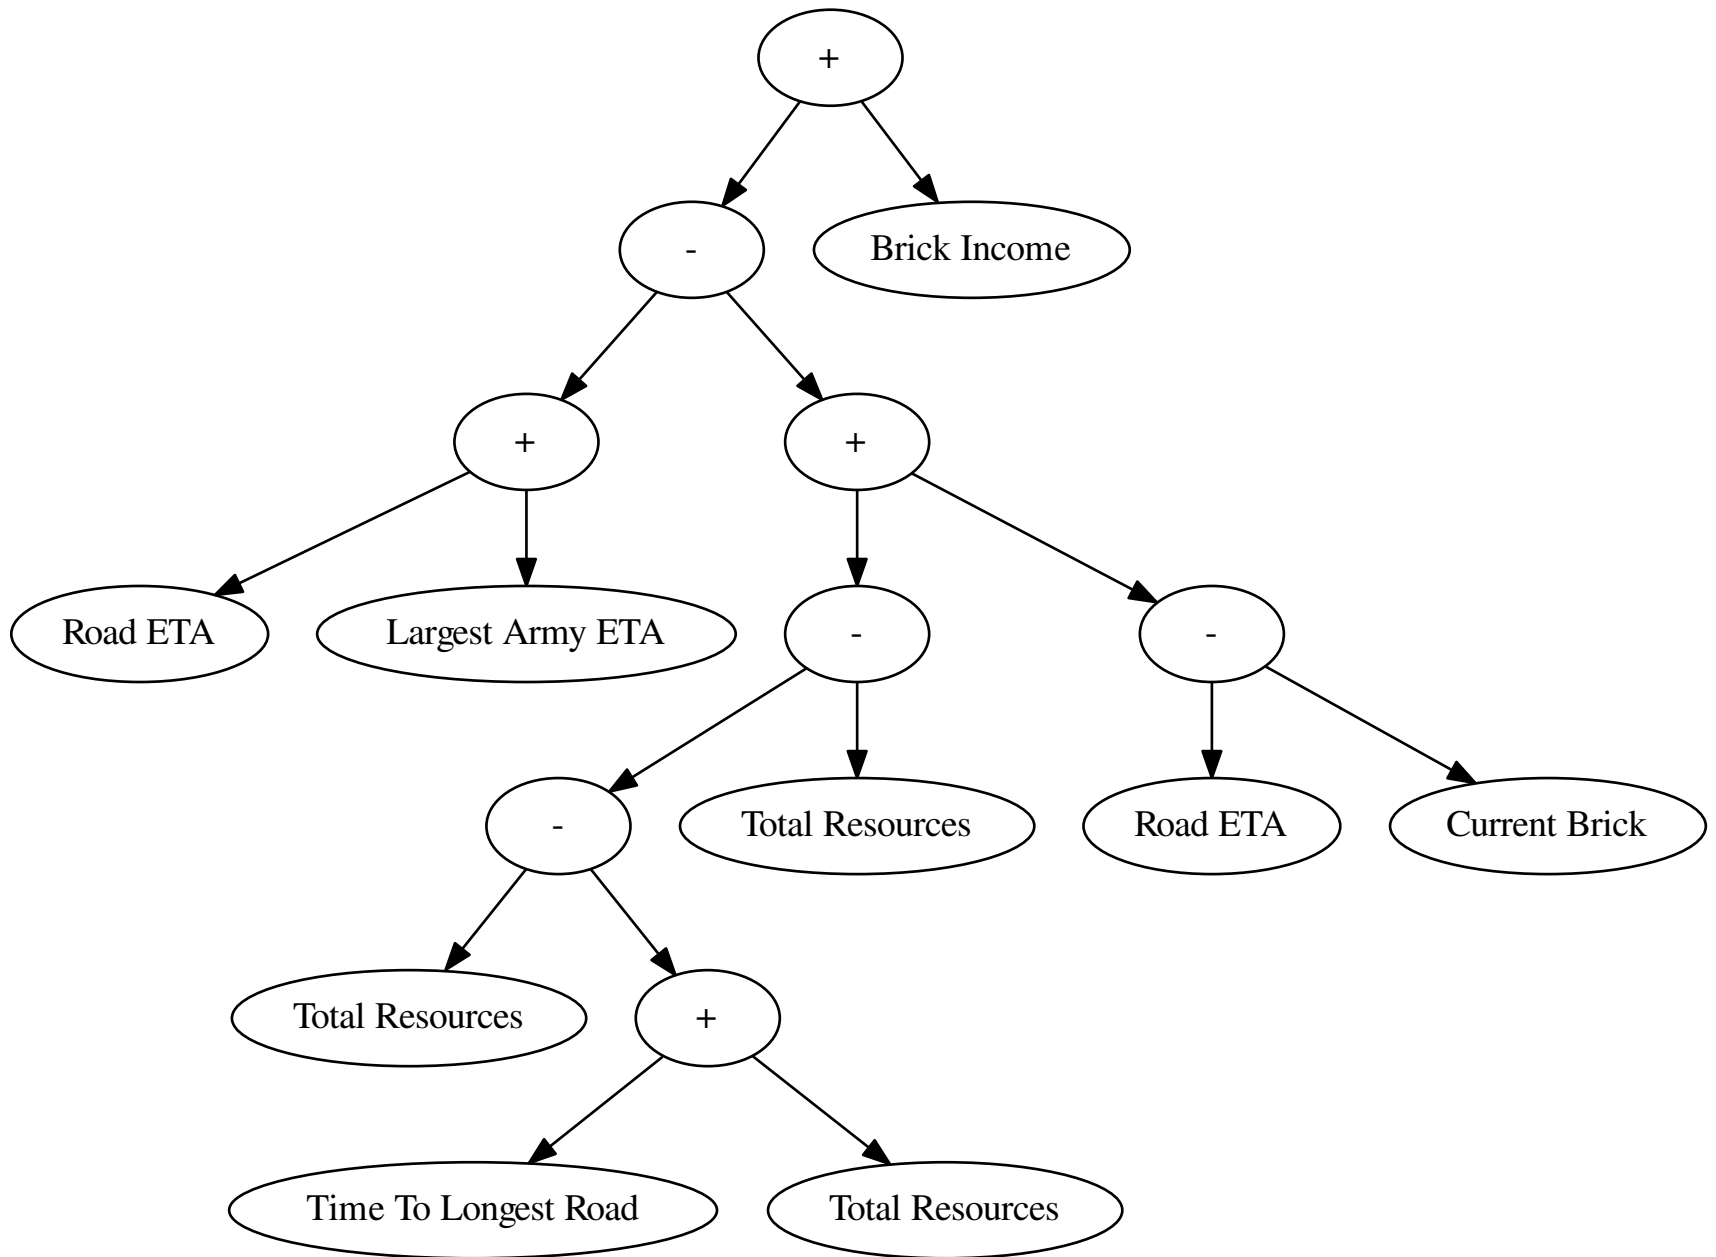 +
-
Brick Income
+
+
Road ETA
Largest Army ETA
-
-
-
Total Resources
Road ETA
Current Brick
Total Resources
+
Time To Longest Road
Total Resources